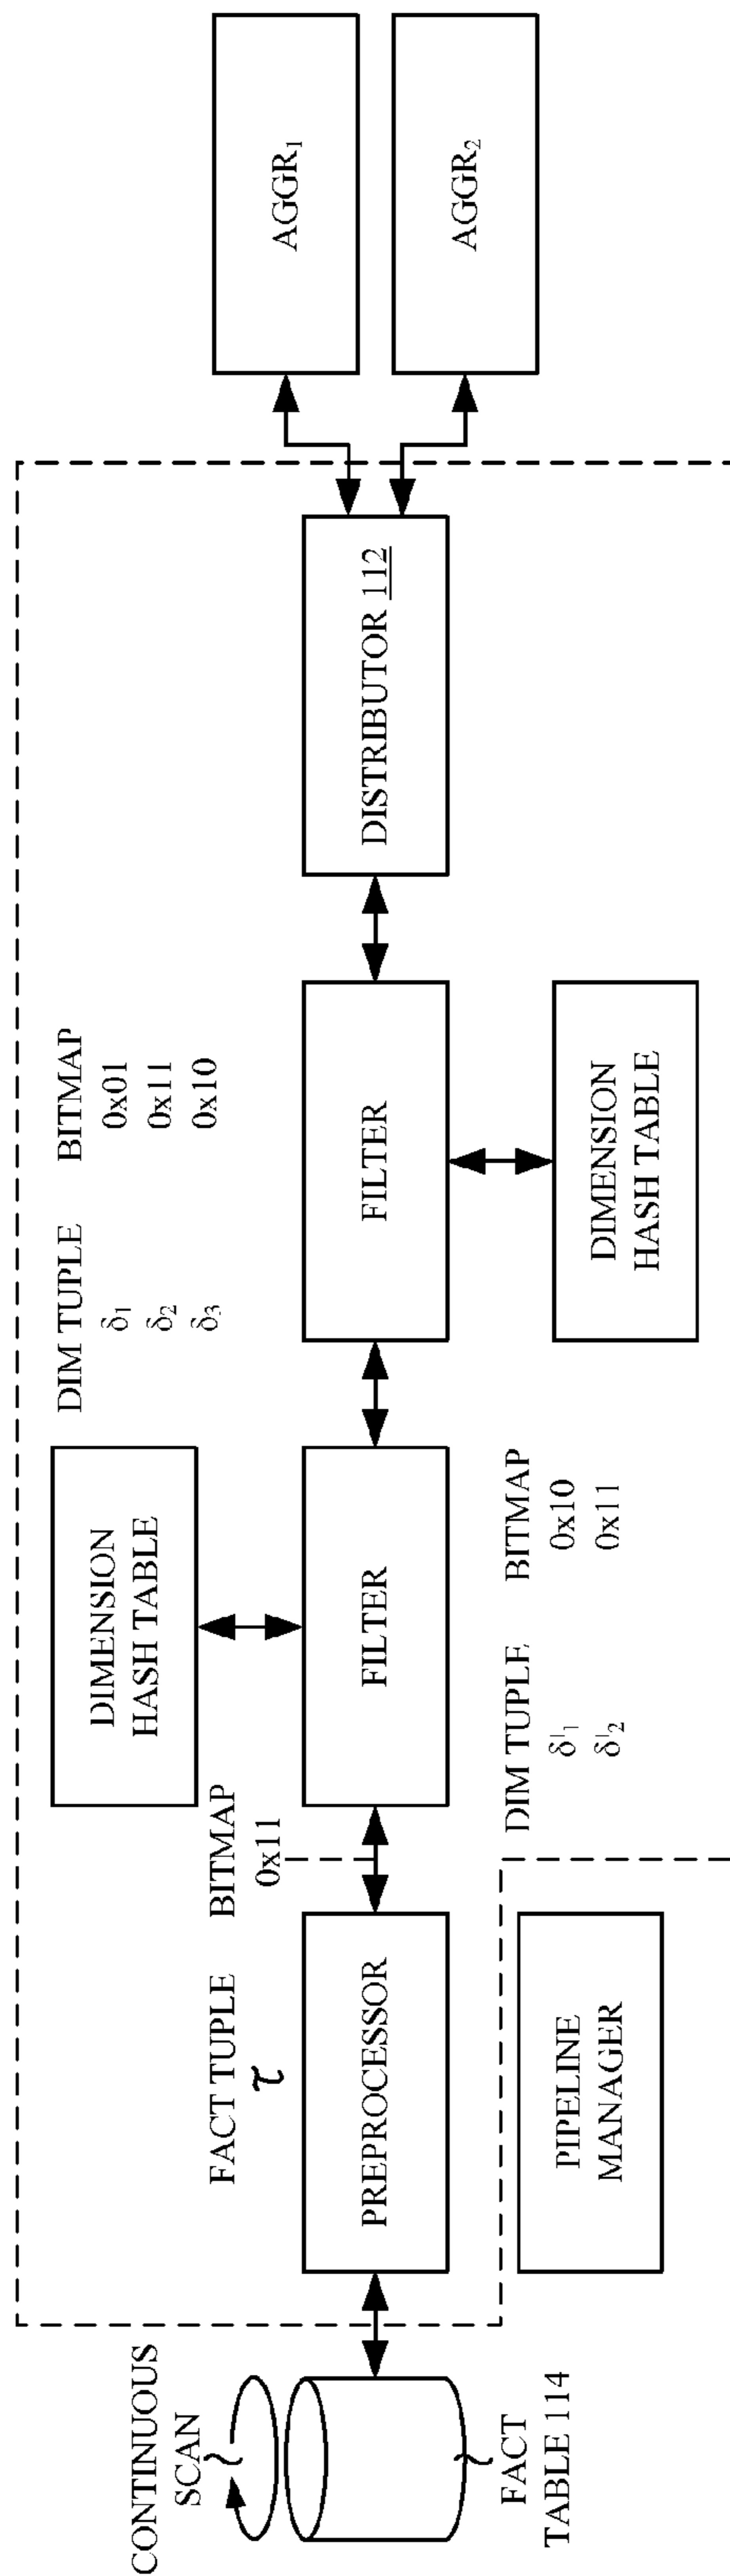 CONTINUOUS
SCAN
FACT
TABLE 114
FACT TUPLE
τ
BITMAP
0x11
PREPROCESSOR
PIPELINE
MANAGER
DIMENSION
HASH TABLE
FILTER
DIM TUPLE BITMAP
δ'₁ 0x10
δ'₂ 0x11
DIM TUPLE BITMAP
δ₁ 0x01
δ₂ 0x11
δ₃ 0x10
FILTER
DIMENSION
HASH TABLE
DISTRIBUTOR 112
AGGR₁
AGGR₂